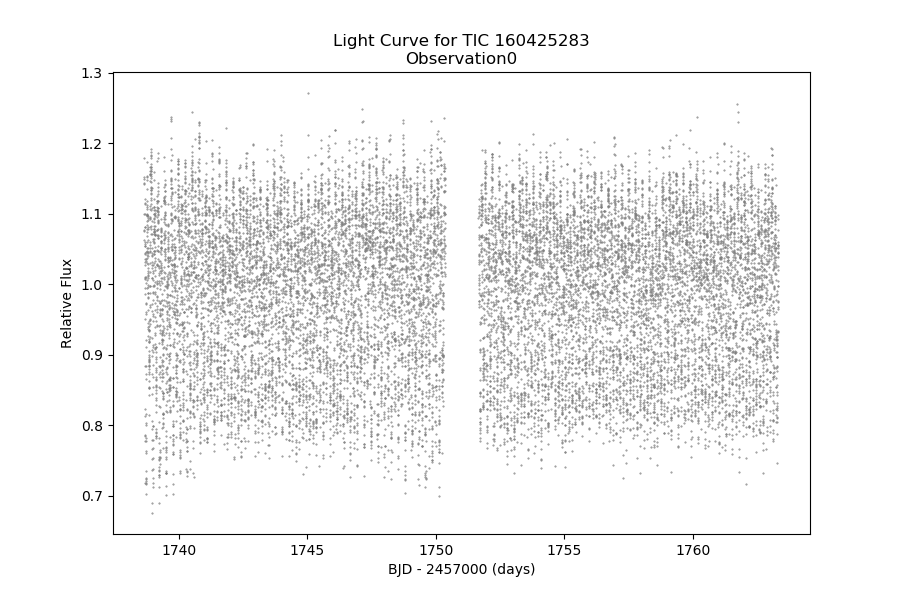 Light Curve for TIC 160425283
Observation0
1.3
1.2
1.1
1.0
0.9
0.8
0.7
Relative Flux
1740 1745 1750 1755 1760
BJD - 2457000 (days)